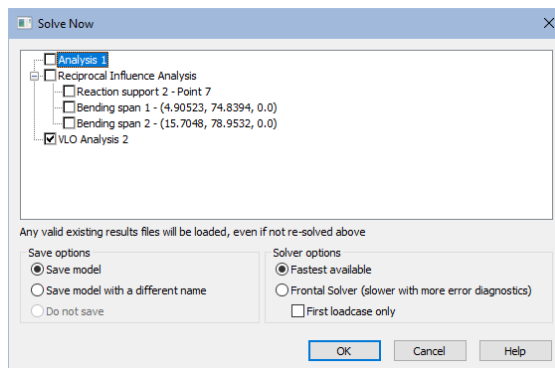 Solve Now
Analysis 1
Reciprocal Influence Analysis
Reaction support 2 - Point 7
Bending span 1 - (4.90523, 74.8394, 0.0)
Bending span 2 - (15.7048, 78.9532, 0.0)
VLO Analysis 2
Any valid existing results files will be loaded, even if not re-solved above
Save options
Save model
Save model with a different name
Do not save
Solver options
Fastest available
Frontal Solver (slower with more error diagnostics)
First loadcase only
OK Cancel Help